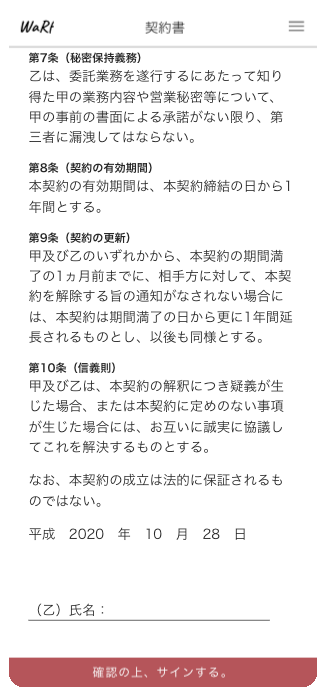 WaRt
契約書
第7条（秘密保持義務）
乙は、委託業務を遂行するにあたって知り
得た甲の業務内容や営業秘密等について、
甲の事前の書面による承諾がない限り、第
三者に漏洩してはならない。
第8条（契約の有効期間）
本契約の有効期間は、本契約締結の日から1
年間とする。
第9条（契約の更新）
甲及び乙のいずれかから、本契約の期間満
了の1ヵ月前までに、相手方に対して、本契
約を解除する旨の通知がなされない場合に
は、本契約は期間満了の日から更に1年間延
長されるものとし、以後も同様とする。
第10条（信義則）
甲及び乙は、本契約の解釈につき疑義が生
じた場合、または本契約に定めのない事項
が生じた場合には、お互いに誠実に協議し
てこれを解決するものとする。
なお、本契約の成立は法的に保証されるも
のではない。
平成 2020 年 10 月 28 日
（乙）氏名：
確認の上、サインする。